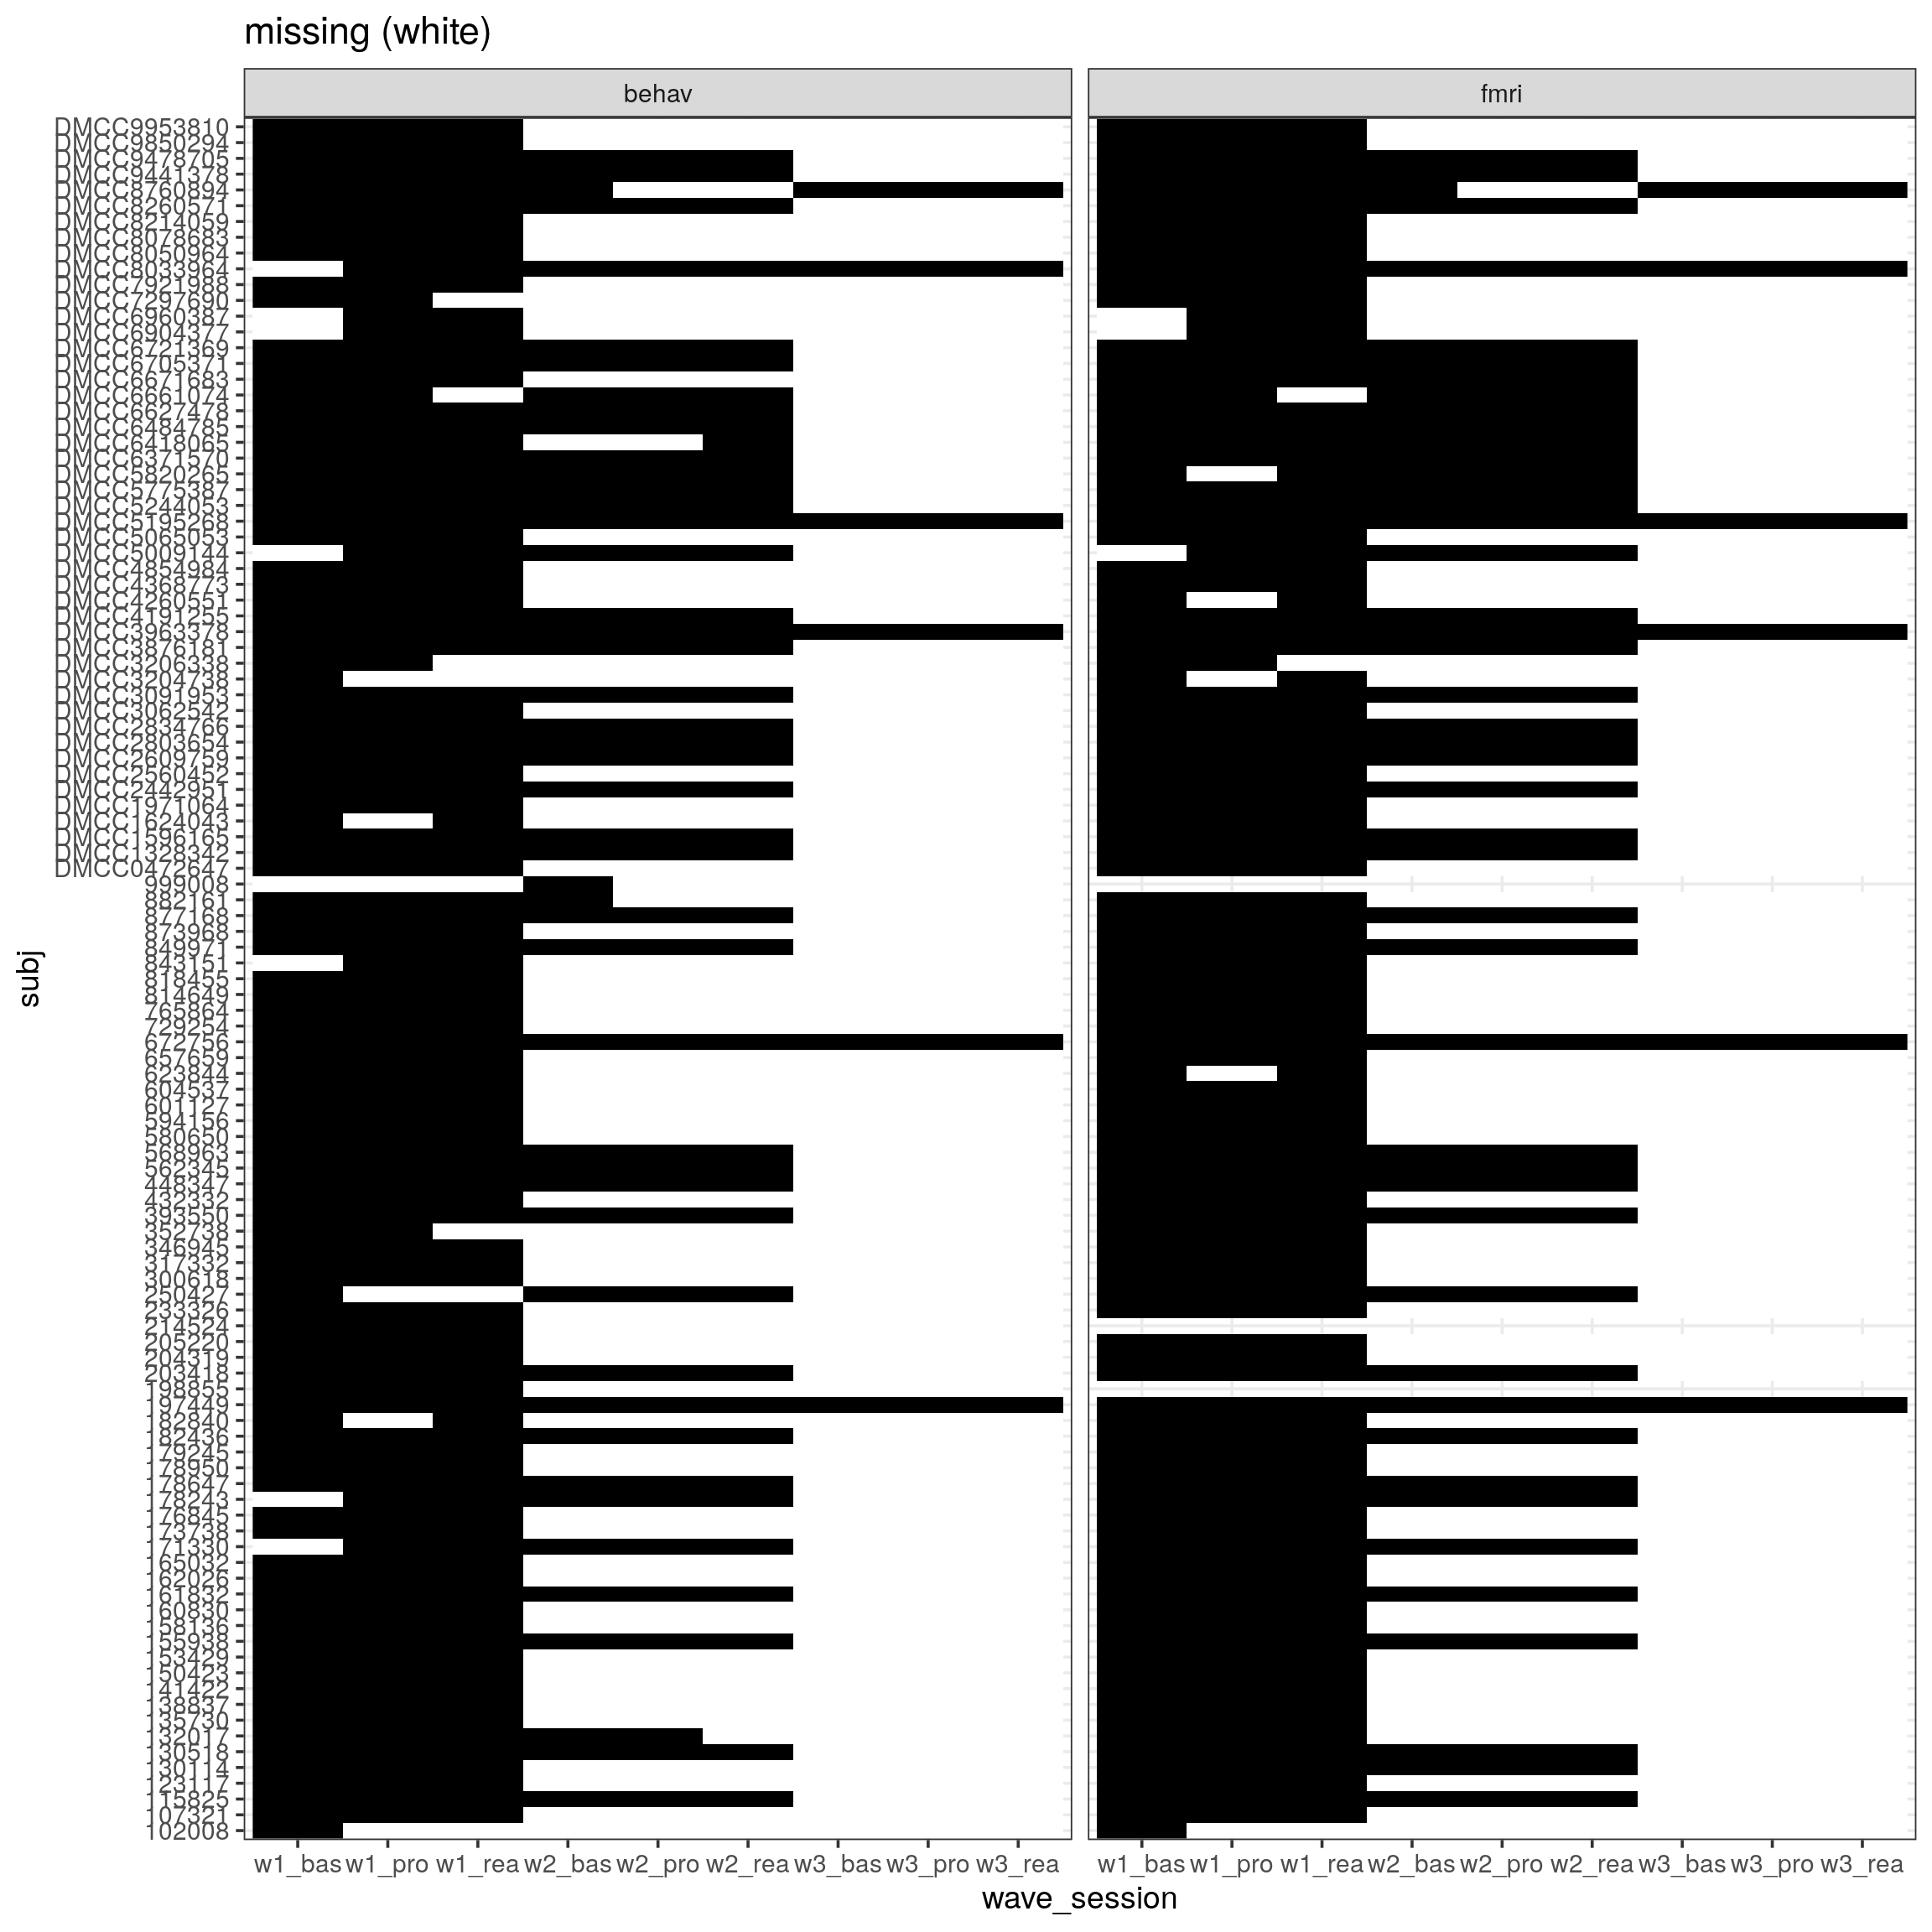 missing (white)
behav
fmri
DMCC9953810
DMCC9850294
DMCC9478705
DMCC9441378
DMCC8760894
DMCC8260571
DMCC8214059
DMCC8078683
DMCC8050964
DMCC8033964
DMCC7921988
DMCC7297690
DMCC6960387
DMCC6904377
DMCC6721369
DMCC6705371
DMCC6671683
DMCC6661074
DMCC6627478
DMCC6484785
DMCC6418065
DMCC6371570
DMCC5820265
DMCC5775387
DMCC5244053
DMCC5195268
DMCC5065053
DMCC5009144
DMCC4854984
DMCC4368773
DMCC4260551
DMCC4191255
DMCC3963378
DMCC3876181
DMCC3206338
DMCC3204738
DMCC3091953
DMCC3062542
DMCC2834766
DMCC2803654
DMCC2609759
DMCC2560452
DMCC2442951
DMCC1971064
DMCC1624043
DMCC1596165
DMCC1328342
DMCC0472647
999008
882161
877168
873968
849971
843151
818455
814649
765864
729254
672756
657659
623844
604537
601127
594156
580650
568963
562345
448347
432332
393550
352738
346945
317332
300618
250427
233326
214524
205220
204319
203418
198855
197449
182840
182436
179245
178950
178647
178243
176845
173738
171330
165032
162026
161832
160830
158136
155938
153429
150423
141422
138837
135730
132017
130518
130114
123117
115825
107321
102008
subj
w1_bas w1_pro w1_rea w2_bas w2_pro w2_rea w3_bas w3_pro w3_rea
w1_bas w1_pro w1_rea w2_bas w2_pro w2_rea w3_bas w3_pro w3_rea
wave_session